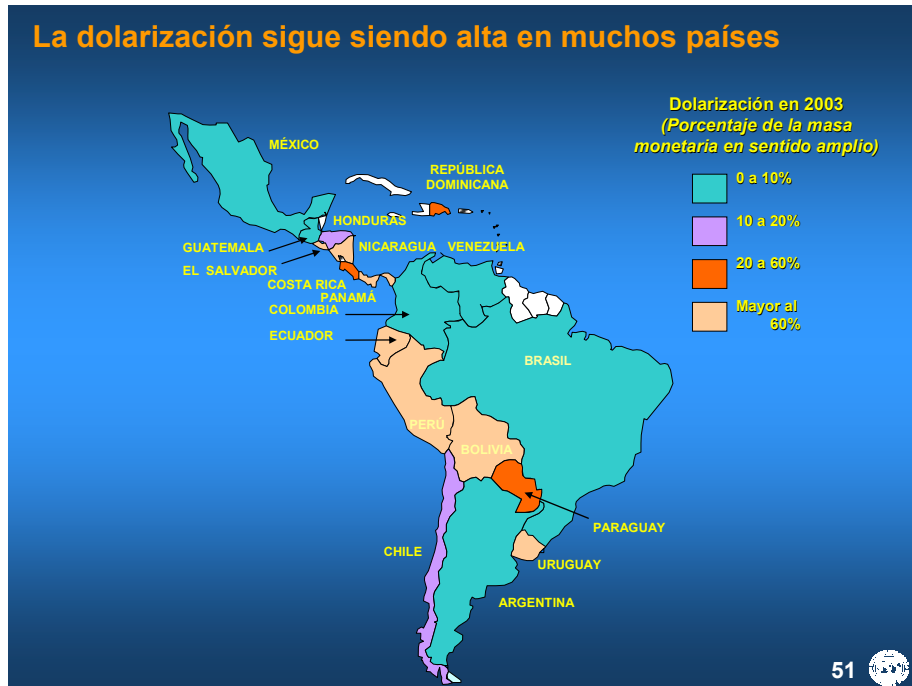 La dolarización sigue siendo alta en muchos países
Dolarización en 2003
(Porcentaje de la masa
monetaria en sentido amplio)
0 a 10%
10 a 20%
20 a 60%
Mayor al
60%
MÉXICO
REPÚBLICA
DOMINICANA
HONDURAS
GUATEMALA
NICARAGUA
VENEZUELA
EL SALVADOR
COSTA RICA
PANAMÁ
COLOMBIA
ECUADOR
BRASIL
PERÚ
BOLIVIA
PARAGUAY
CHILE
URUGUAY
ARGENTINA
51